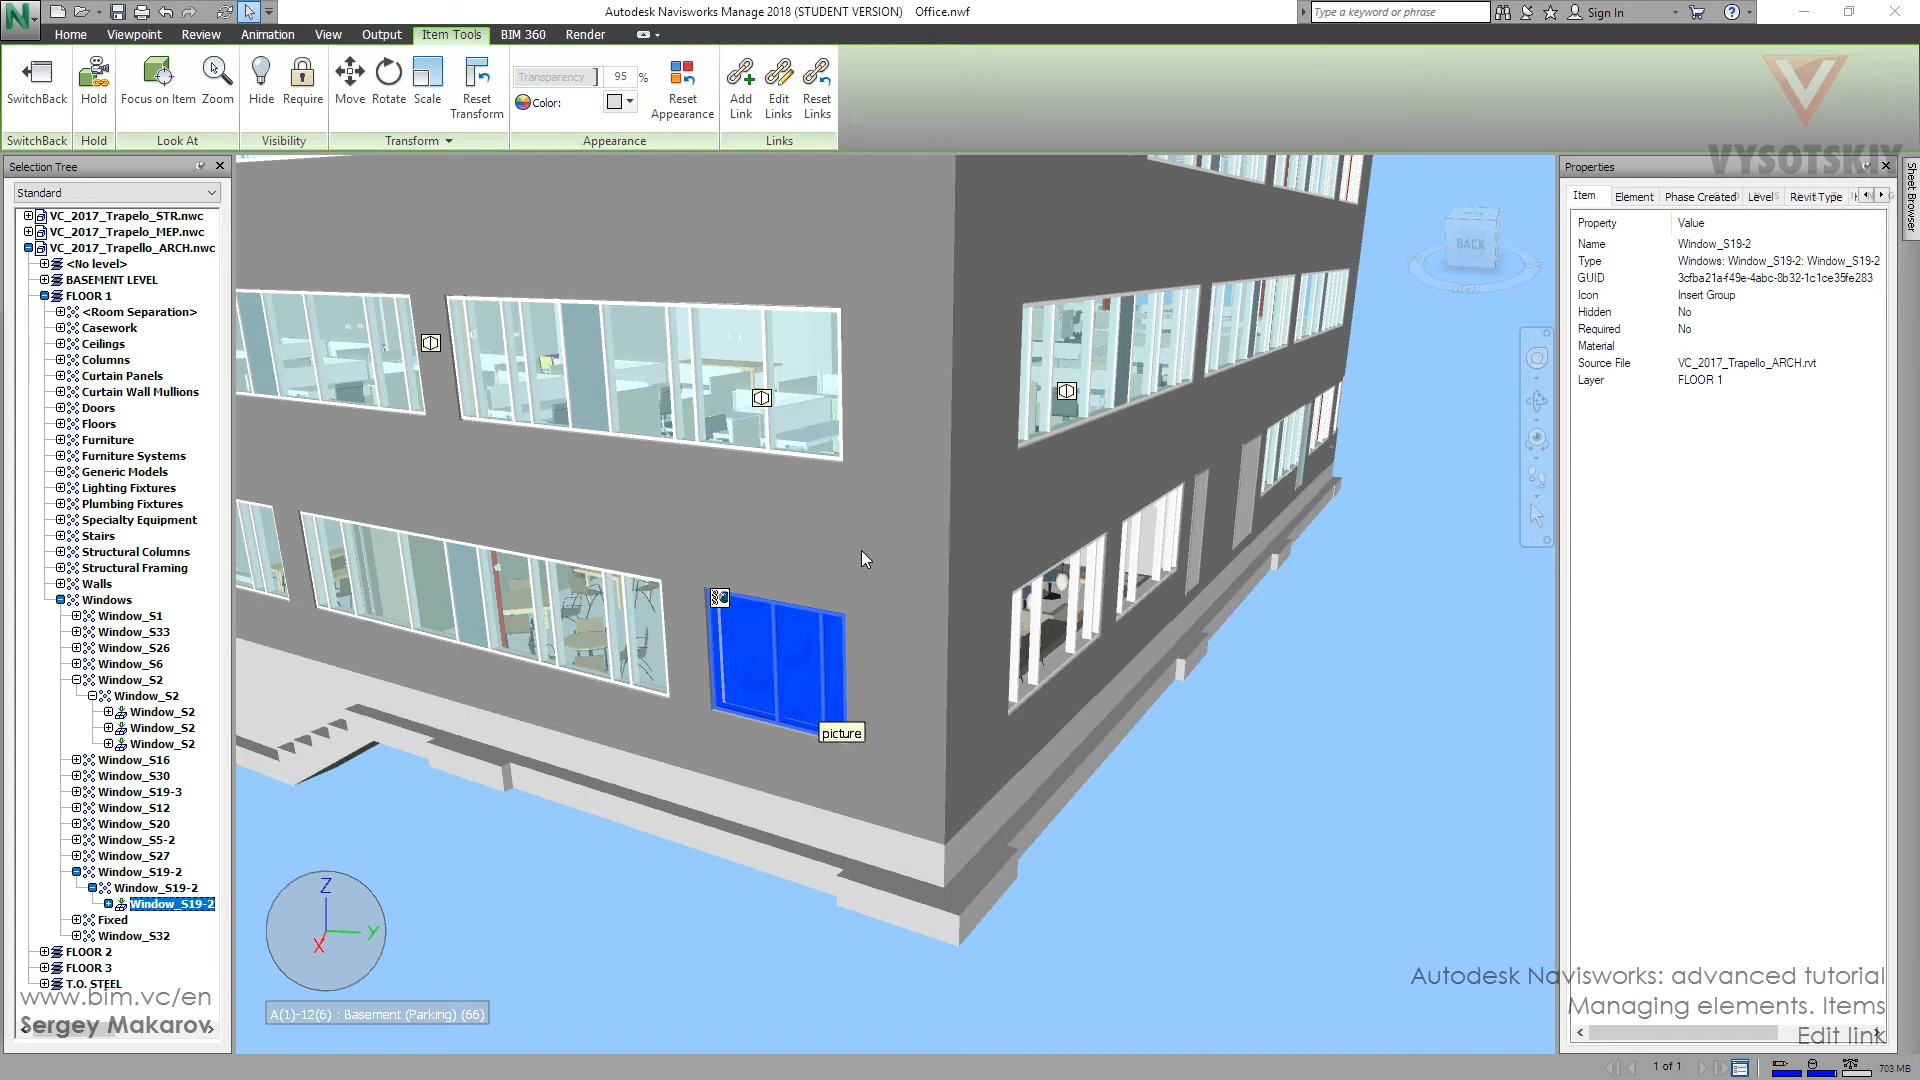 Autodesk Navisworks Manage 2018 (STUDENT VERSION) Office.nwf
Type a keyword or phrase
Sign In
Home Viewpoint Review Animation View Output Item Tools BIM 360 Render
SwitchBack Hold Focus on Item Zoom Hide Require Move Rotate Scale Reset Transform
Transparency 95 %
Color:
Reset Appearance Add Link Edit Links Reset Links
SwitchBack Hold Look At Visibility Transform Appearance Links
VYSOTSKIY
Selection Tree
Standard
VC_2017_Trapelo_STR.nwc
VC_2017_Trapelo_MEP.nwc
VC_2017_Trapello_ARCH.nwc
<No level>
BASEMENT LEVEL
FLOOR 1
<Room Separation>
Casework
Ceilings
Columns
Curtain Panels
Curtain Wall Mullions
Doors
Floors
Furniture
Furniture Systems
Generic Models
Lighting Fixtures
Plumbing Fixtures
Specialty Equipment
Stairs
Structural Columns
Structural Framing
Walls
Windows
Window_S1
Window_S33
Window_S26
Window_S6
Window_S2
Window_S2
Window_S2
Window_S2
Window_S2
Window_S16
Window_S30
Window_S19-3
Window_S12
Window_S20
Window_S5-2
Window_S27
Window_S19-2
Window_S19-2
Window_S19-2
Fixed
Window_S32
FLOOR 2
FLOOR 3
T.O. STEEL
www.bim.vc/en
Sergey Makarov
BACK
picture
Z
Y
X
A(1)-12(6) : Basement (Parking) (66)
Properties
Sheet Browser
Item Element Phase Created Level Revit Type
Property Value
Name Window_S19-2
Type Windows: Window_S19-2: Window_S19-2
GUID 3cfba21a-f49e-4abc-8b32-1c1ce35fe283
Icon Insert Group
Hidden No
Required No
Material
Source File VC_2017_Trapello_ARCH.rvt
Layer FLOOR 1
Autodesk Navisworks: advanced tutorial
Managing elements. Items
Edit link
1 of 1
703 MB